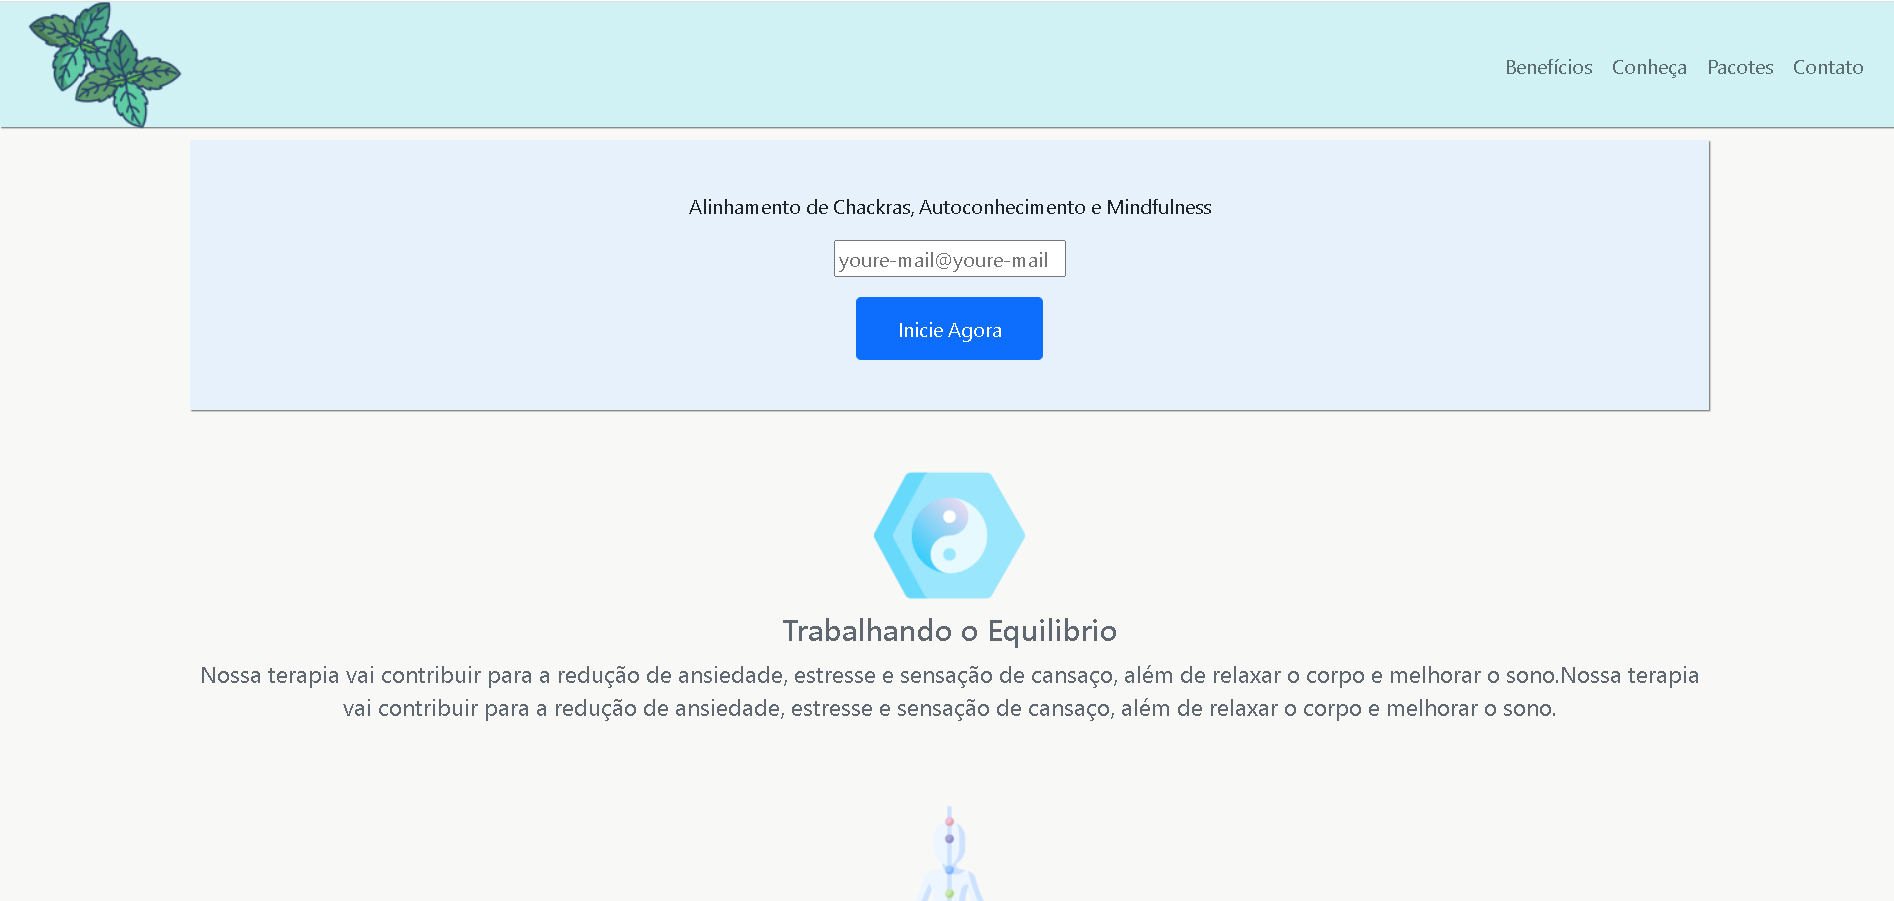 Benefícios Conheça Pacotes Contato
Alinhamento de Chackras, Autoconhecimento e Mindfulness
youre-mail@youre-mail
Inicie Agora
Trabalhando o Equilibrio
Nossa terapia vai contribuir para a redução de ansiedade, estresse e sensação de cansaço, além de relaxar o corpo e melhorar o sono.Nossa terapia
vai contribuir para a redução de ansiedade, estresse e sensação de cansaço, além de relaxar o corpo e melhorar o sono.